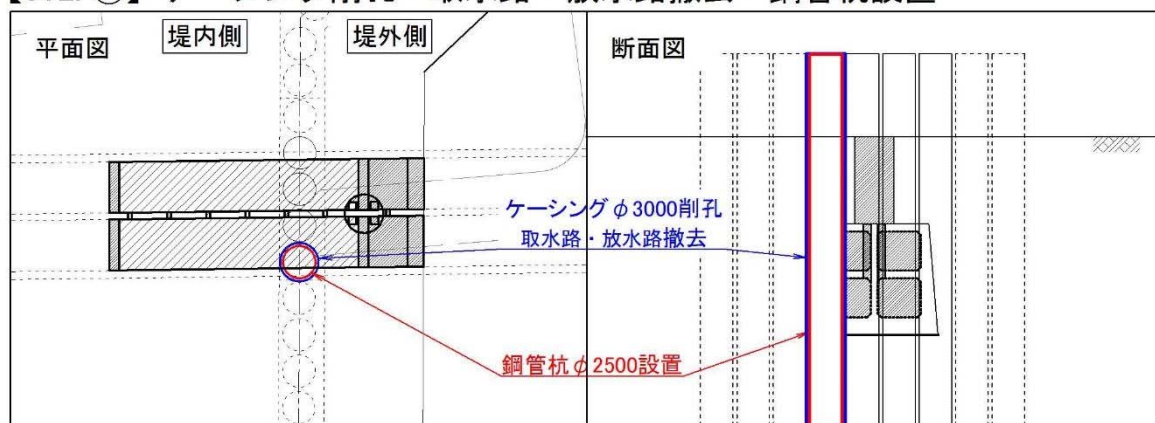 平面図
堤内側
堤外側
断面図
ケーシングφ3000削孔
取水路・放水路撤去
鋼管杭φ2500設置